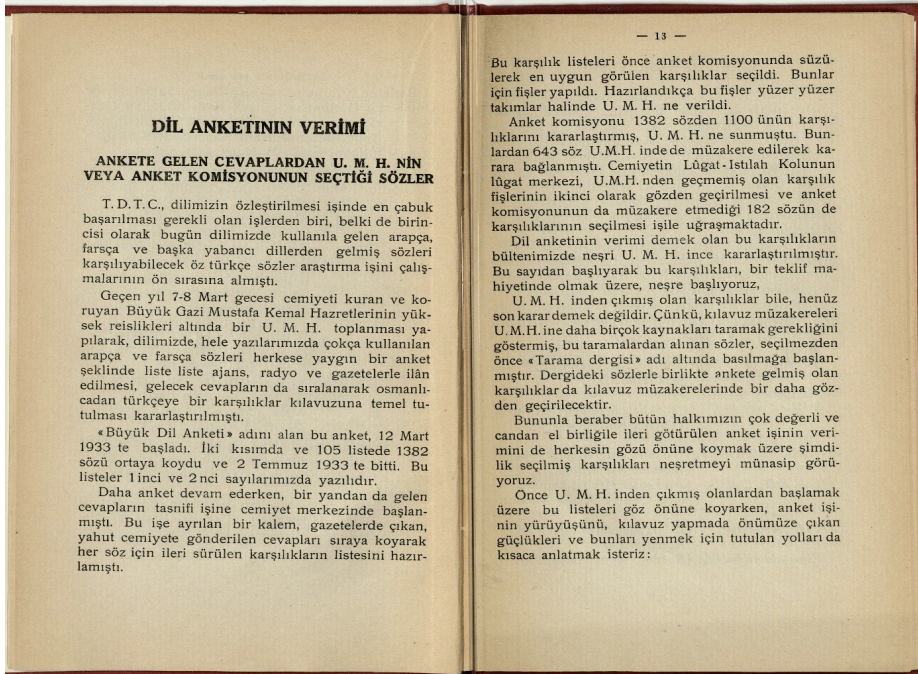 DİL ANKETİNİN VERİMİ
ANKETE GELEN CEVAPLARDAN U. M. H. NİN
VEYA ANKET KOMİSYONUNUN SEÇTİĞİ SÖZLER
T. D. T. C., dilimizin özleştirilmesi işinde en çabuk
başarılması gerekli olan işlerden biri, belki de birin-
cisi olarak bugün dilimizde kullanıla gelen arapça,
farsça ve başka yabancı dillerden gelmiş sözleri
karşılıyabilecek öz türkçe sözler araştırma işini çalış-
malarının ön sırasına almıştı.
Geçen yıl 7-8 Mart gecesi cemiyeti kuran ve ko-
ruyan Büyük Gazi Mustafa Kemal Hazretlerinin yük-
sek reislikleri altında bir U. M. H. toplanması ya-
pılarak, dilimizde, hele yazılarımızda çokça kullanılan
arapça ve farsça sözleri herkese yaygın bir anket
şeklinde liste liste ajans, radyo ve gazetelerle ilân
edilmesi, gelecek cevapların da sıralanarak osmanlı-
cadan türkçeye bir karşılıklar kılavuzuna temel tu-
tulması kararlaştırılmıştı.
«Büyük Dil Anketi» adını alan bu anket, 12 Mart
1933 te başladı. İki kısımda ve 105 listede 1382
sözü ortaya koydu ve 2 Temmuz 1933 te bitti. Bu
listeler 1 inci ve 2 nci sayılarımızda yazılıdır.
Daha anket devam ederken, bir yandan da gelen
cevapların tasnifi işine cemiyet merkezinde başlan-
mıştı. Bu işe ayrılan bir kalem, gazetelerde çıkan,
yahut cemiyete gönderilen cevapları sıraya koyarak
her söz için ileri sürülen karşılıkların listesini hazır-
lamıştı.
— 13 —
Bu karşılık listeleri önce anket komisyonunda süzü-
lerek en uygun görülen karşılıklar seçildi. Bunlar
için fişler yapıldı. Hazırlandıkça bu fişler yüzer yüzer
takımlar halinde U. M. H. ne verildi.
Anket komisyonu 1382 sözden 1100 ünün karşı-
lıklarını kararlaştırmış, U. M. H. ne sunmuştu. Bun-
lardan 643 söz U.M.H. inde de müzakere edilerek ka-
rara bağlanmıştı. Cemiyetin Lûgat-Istılah Kolunun
lûgat merkezi, U.M.H. nden geçmemiş olan karşılık
fişlerinin ikinci olarak gözden geçirilmesi ve anket
komisyonunun da müzakere etmediği 182 sözün de
karşılıklarının seçilmesi işile uğraşmaktadır.
Dil anketinin verimi demek olan bu karşılıkların
bültenimizde neşri U. M. H. ince kararlaştırılmıştır.
Bu sayıdan başlıyarak bu karşılıkları, bir teklif ma-
hiyetinde olmak üzere, neşre başlıyoruz,
U. M. H. inden çıkmış olan karşılıklar bile, henüz
son karar demek değildir. Çünkü, kılavuz müzakereleri
U.M.H. ine daha birçok kaynakları taramak gerekliğini
göstermiş, bu taramalardan alınan sözler, seçilmezden
önce «Tarama dergisi» adı altında basılmağa başlan-
mıştır. Dergideki sözlerle birlikte ankete gelmiş olan
karşılıklar da kılavuz müzakerelerinde bir daha göz-
den geçirilecektir.
Bununla beraber bütün halkımızın çok değerli ve
candan el birliğile ileri götürülen anket işinin veri-
mini de herkesin gözü önüne koymak üzere şimdi-
lik seçilmiş karşılıkları neşretmeyi münasip görü-
yoruz.
Önce U. M. H. inden çıkmış olanlardan başlamak
üzere bu listeleri göz önüne koyarken, anket işi-
nin yürüyüşünü, kılavuz yapmada önümüze çıkan
güçlükleri ve bunları yenmek için tutulan yolları da
kısaca anlatmak isteriz :